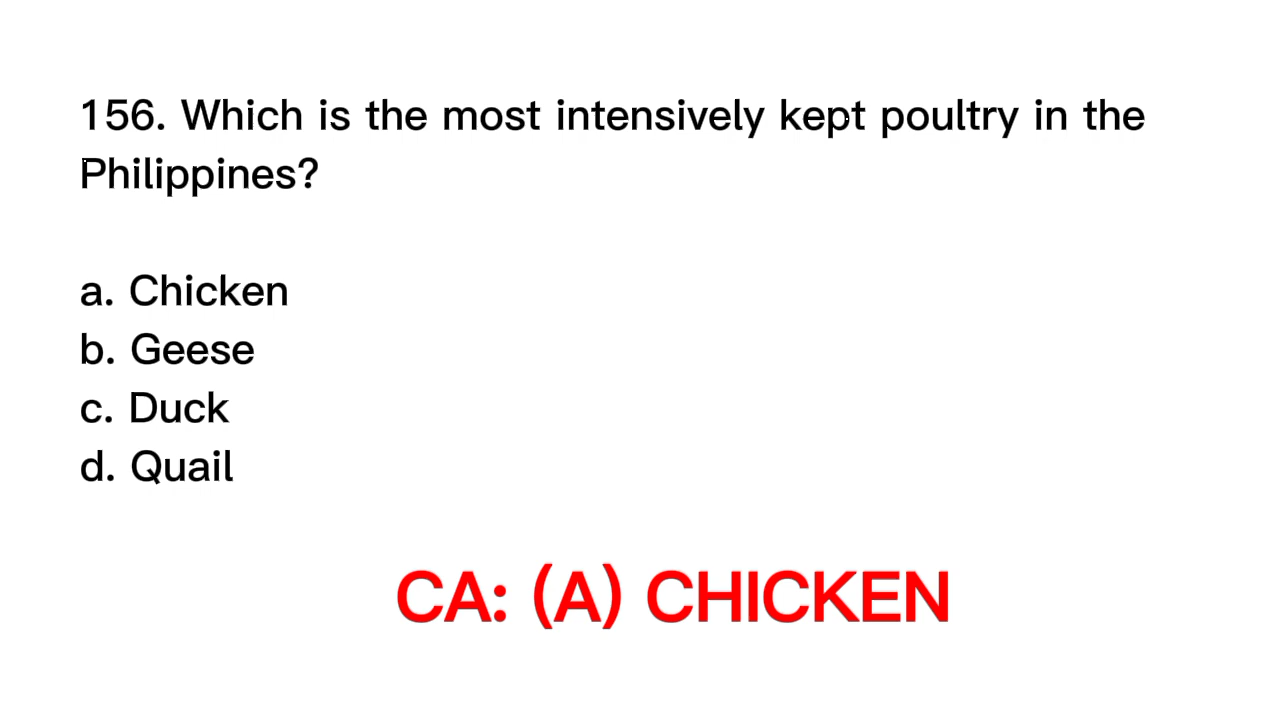 156. Which is the most intensively kept poultry in the
Philippines?
a. Chicken
b. Geese
c. Duck
d. Quail
CA: (A) CHICKEN